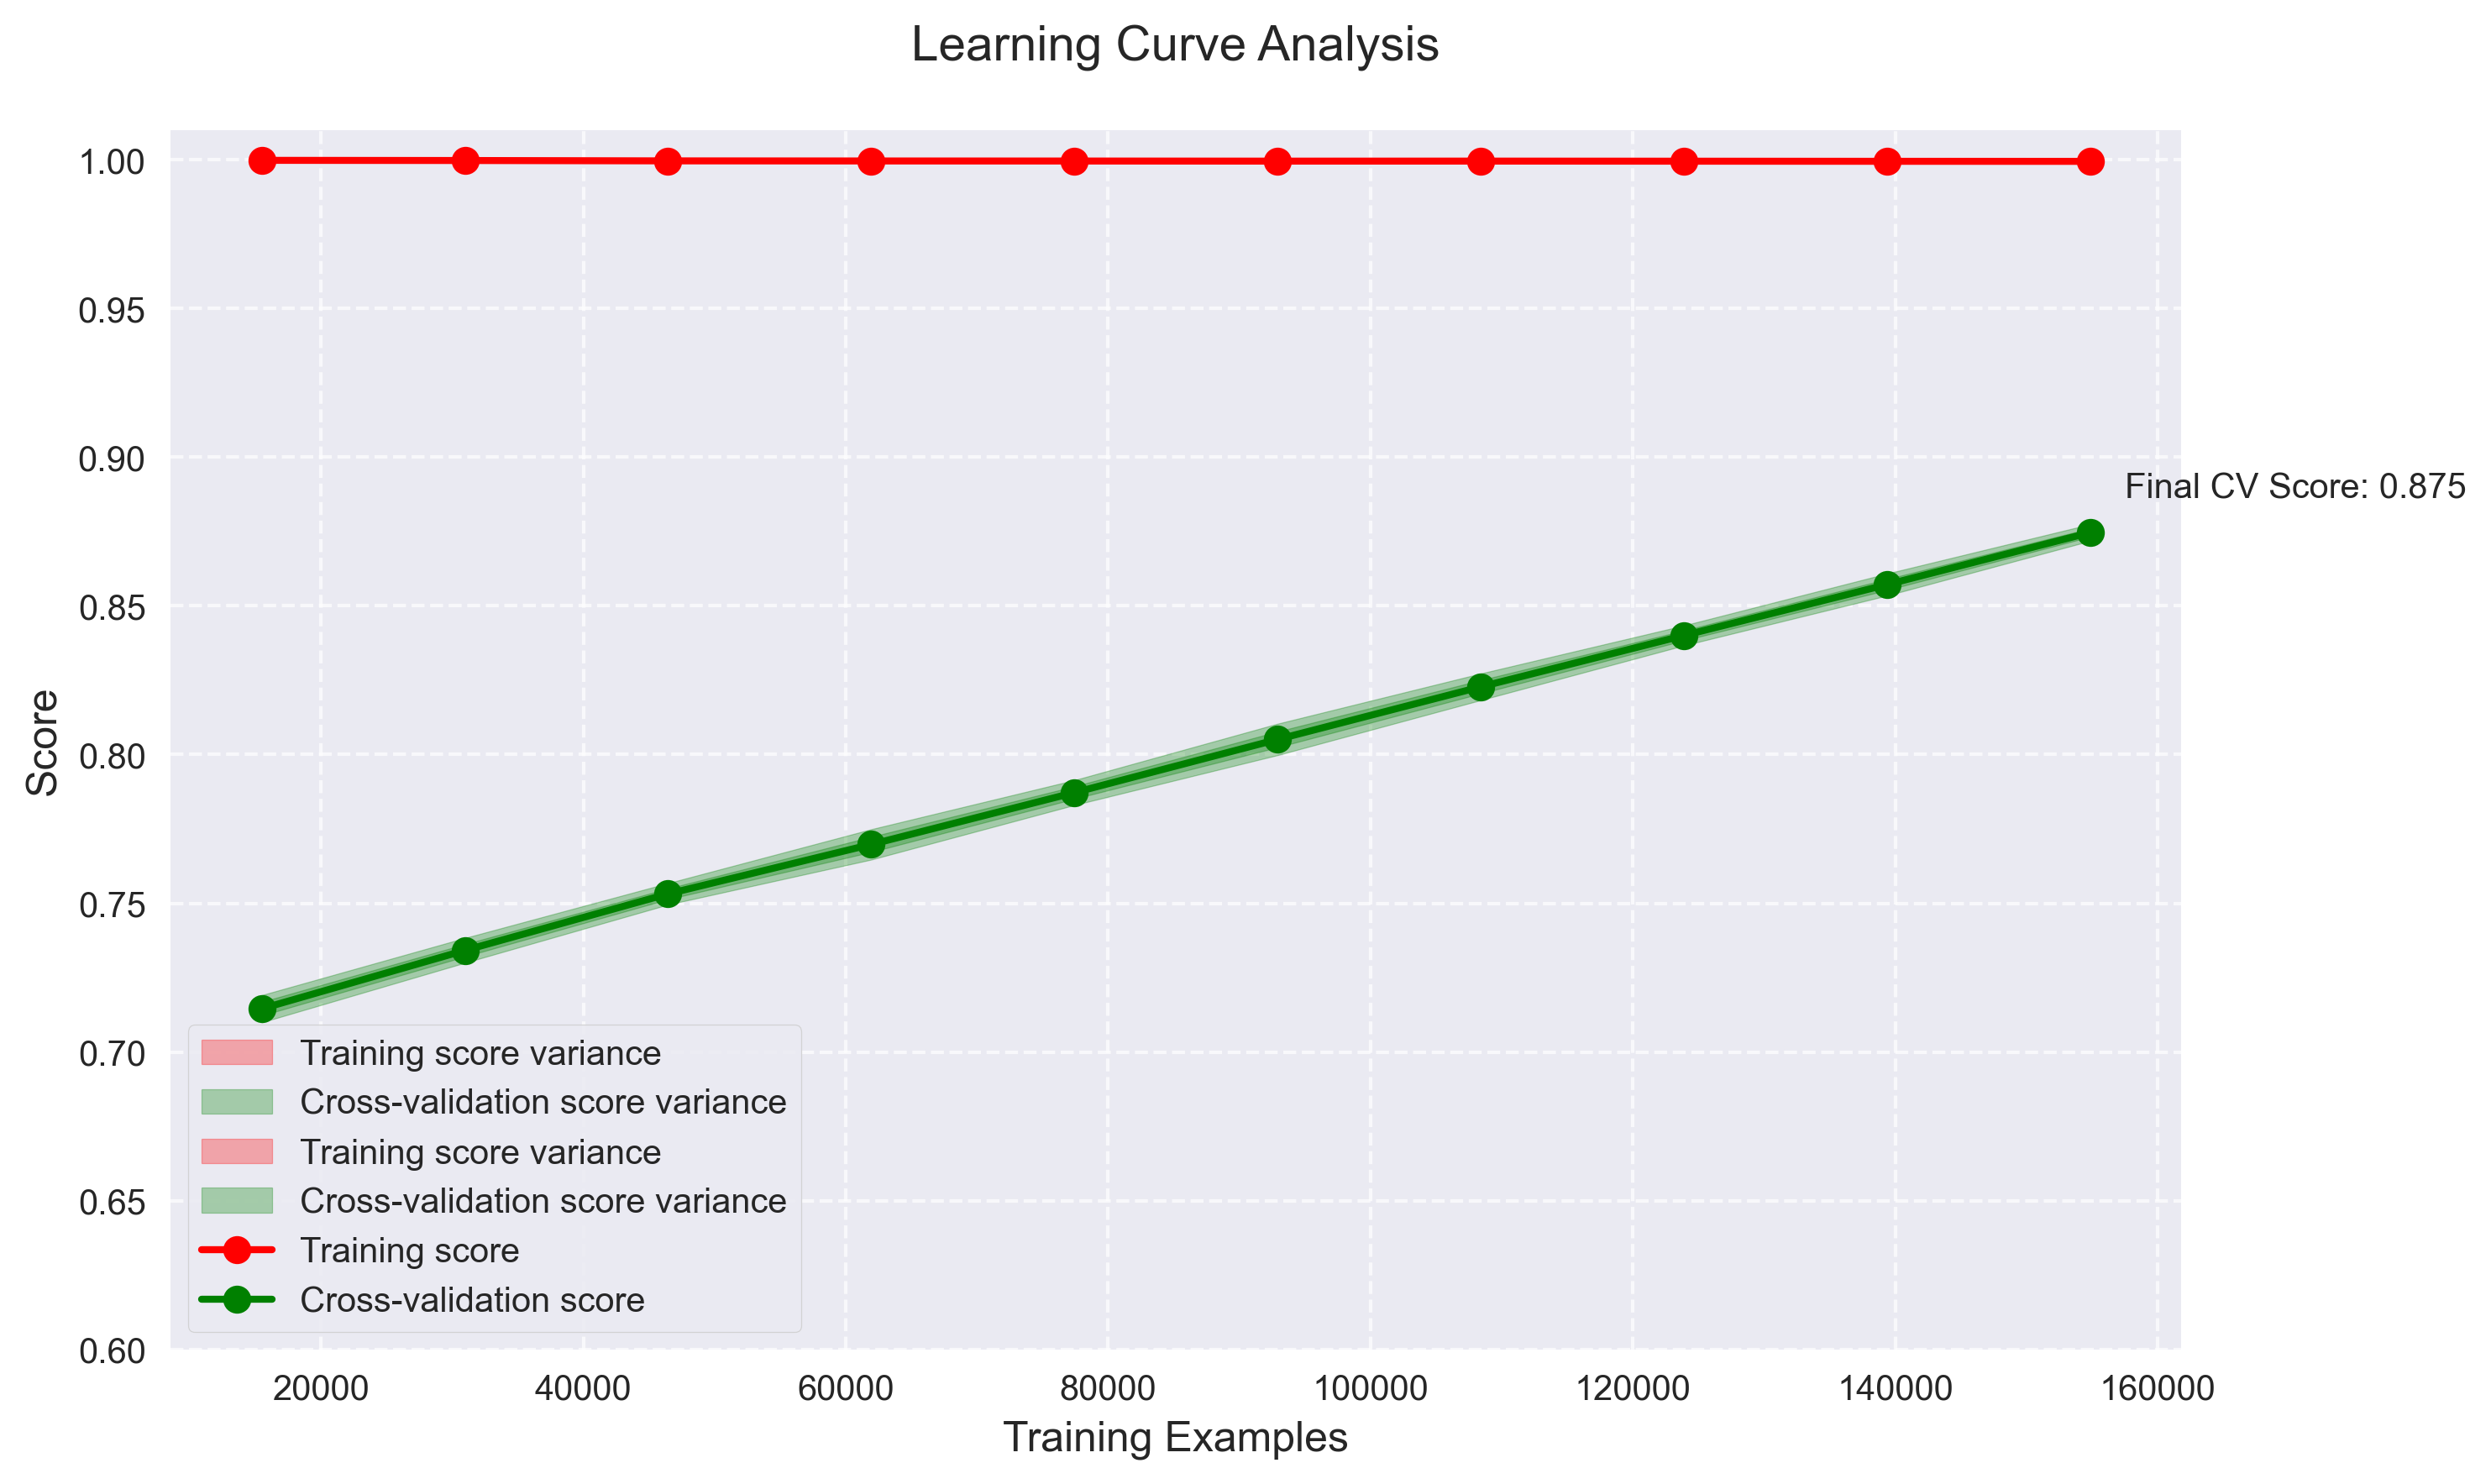 Learning Curve Analysis
1.00
0.95
0.90
0.85
0.80
0.75
0.70
0.65
0.60
Score
Final CV Score: 0.875
Training score variance
Cross-validation score variance
Training score variance
Cross-validation score variance
Training score
Cross-validation score
20000 40000 60000 80000 100000 120000 140000 160000
Training Examples